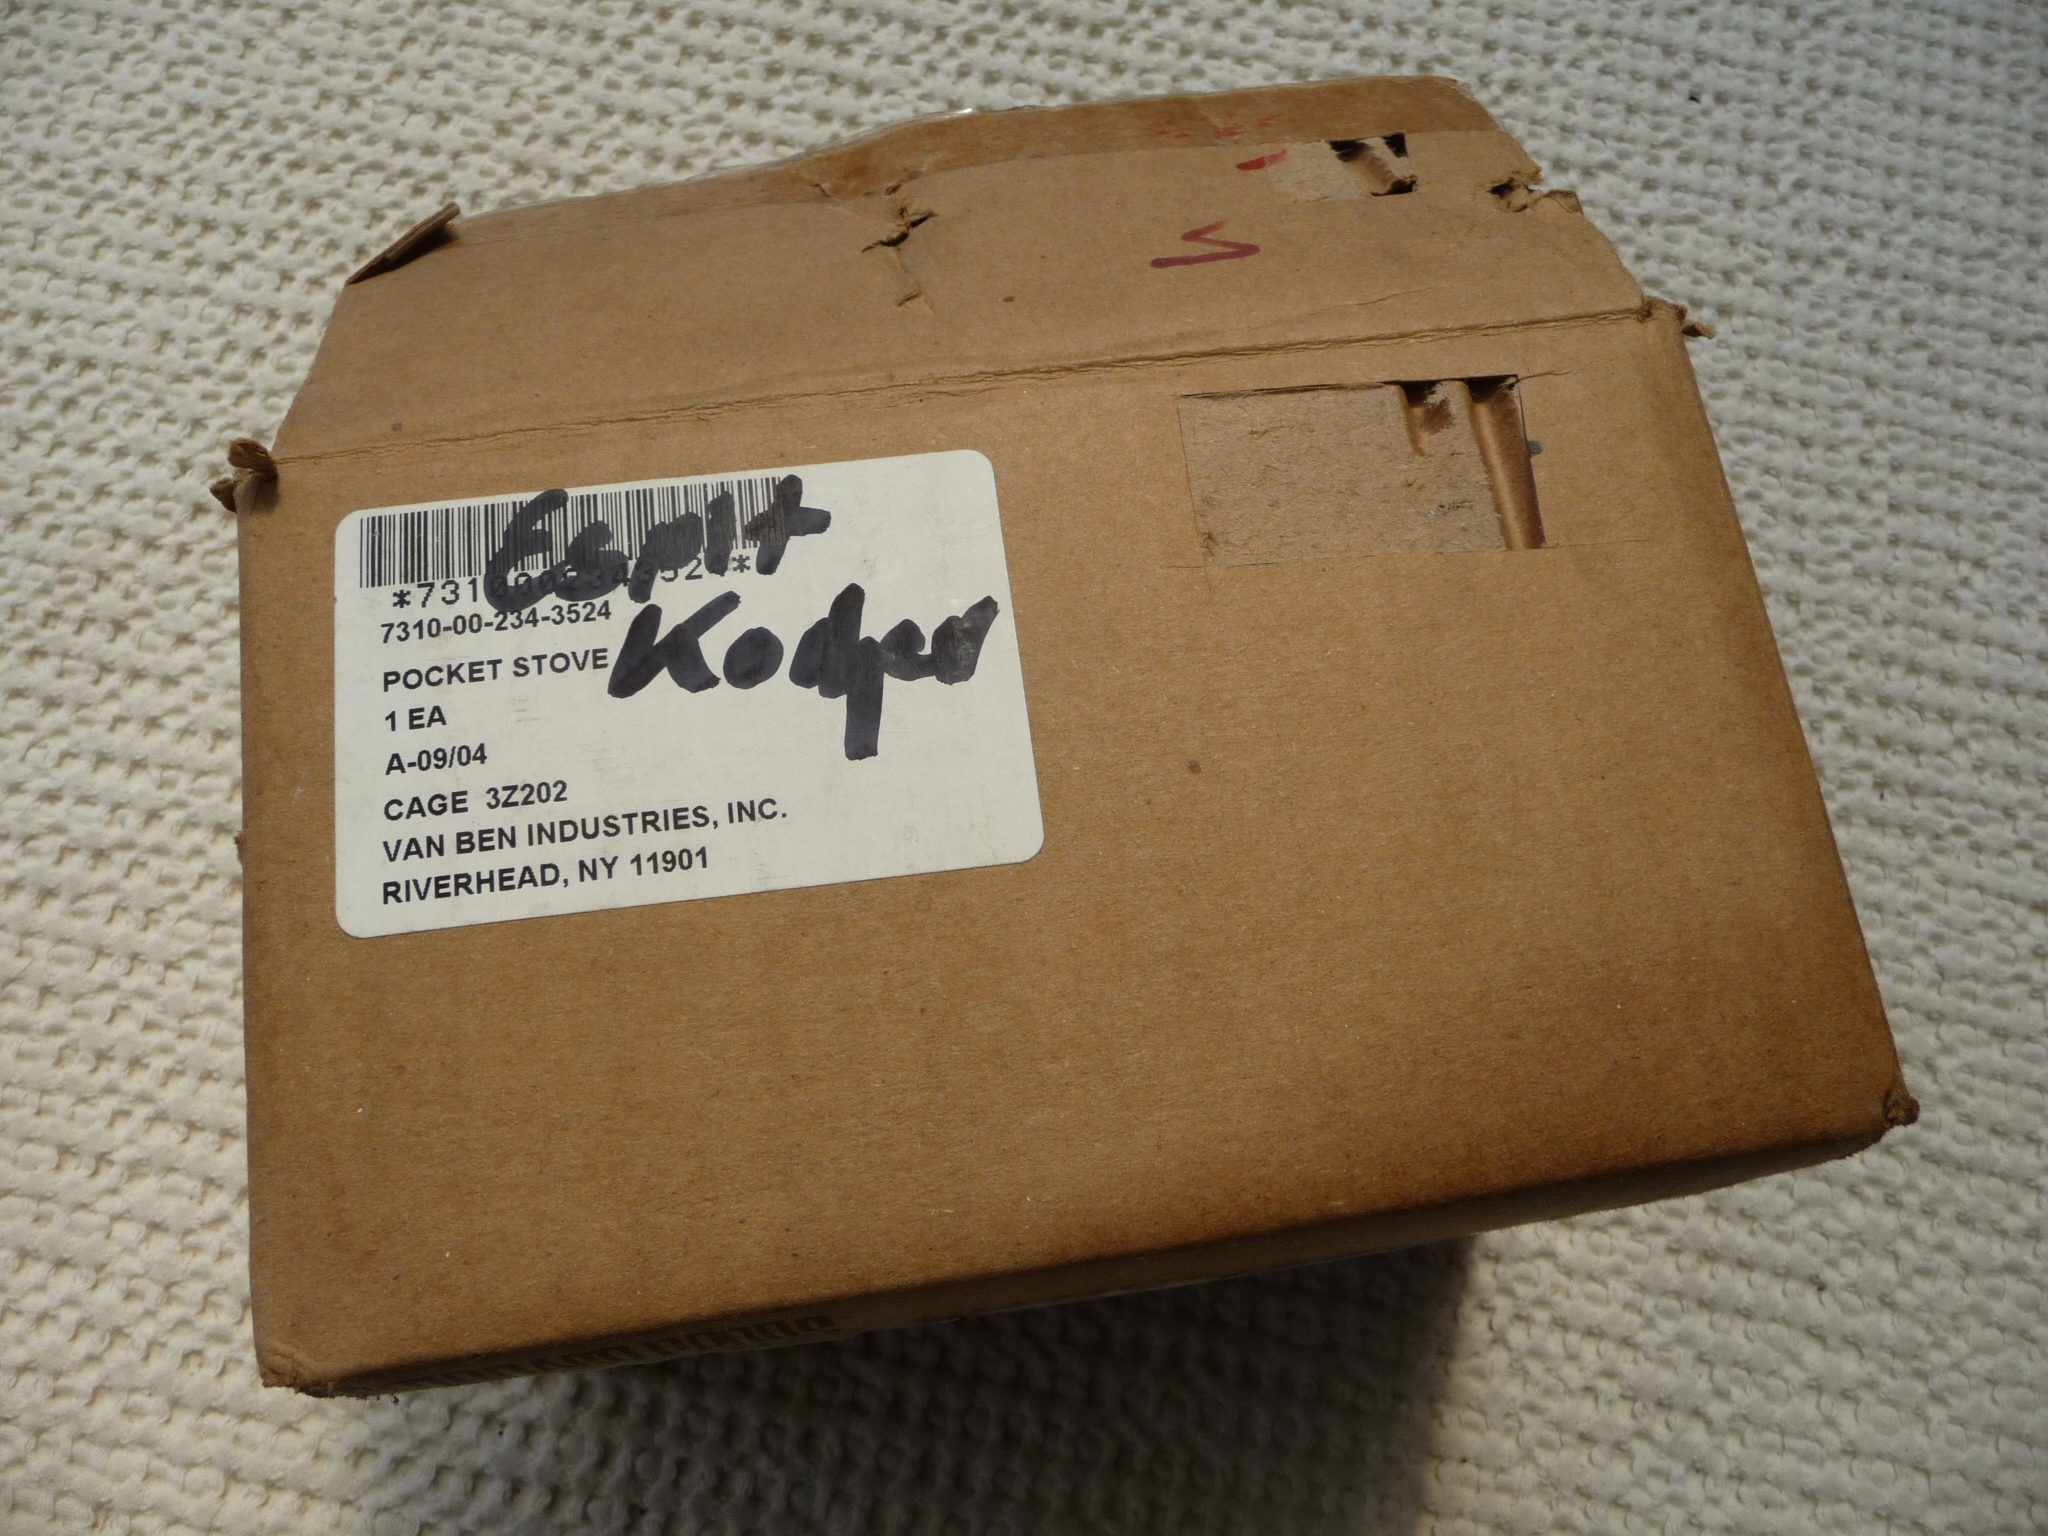 Esbit
*7310002343524*
7310-00-234-3524
Kocher
POCKET STOVE
1 EA
A-09/04
CAGE 3Z202
VAN BEN INDUSTRIES, INC.
RIVERHEAD, NY 11901